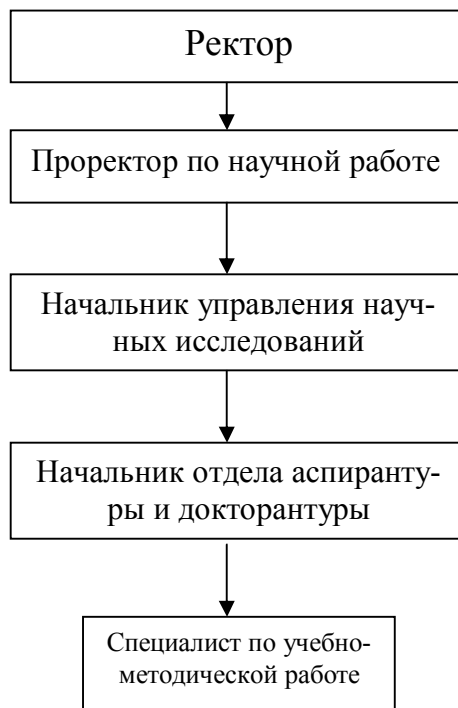 Ректор
Проректор по научной работе
Начальник управления науч-
ных исследований
Начальник отдела аспиранту-
ры и докторантуры
Специалист по учебно-
методической работе